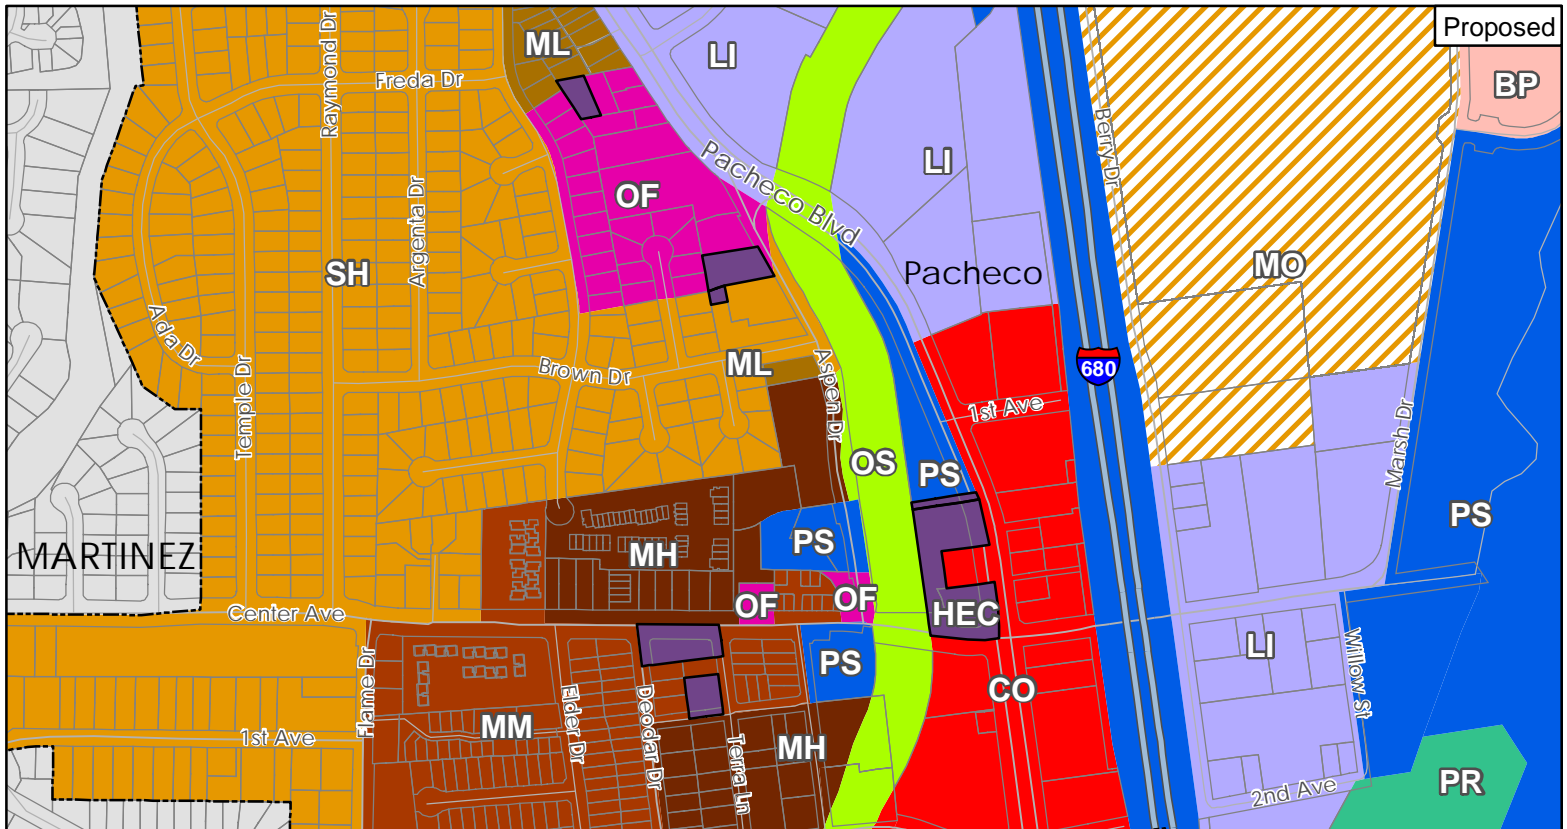 Proposed
ML
LI
BP
Raymond Dr
Freda Dr
Berry Dr
LI
Pacheco Blvd
OF
Argenta Dr
SH
Pacheco
MO
Ada Dr
Temple Dr
Brown Dr
ML
Aspen Dr
680
1st Ave
Marsh Dr
OS
PS
PS
MARTINEZ
MH
PS
OF
OF
HEC
Center Ave
LI
Willow St
Flame Dr
PS
CO
Elder Dr
Deodar Dr
MM
1st Ave
Terra Ln
MH
2nd Ave
PR